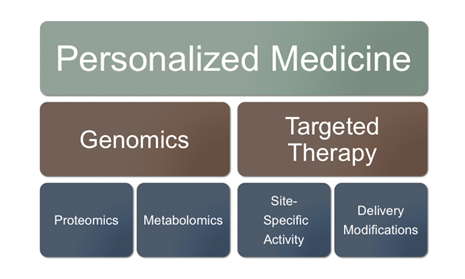 Personalized Medicine
Genomics
Targeted
Therapy
Proteomics
Metabolomics
Site-
Specific
Activity
Delivery
Modifications